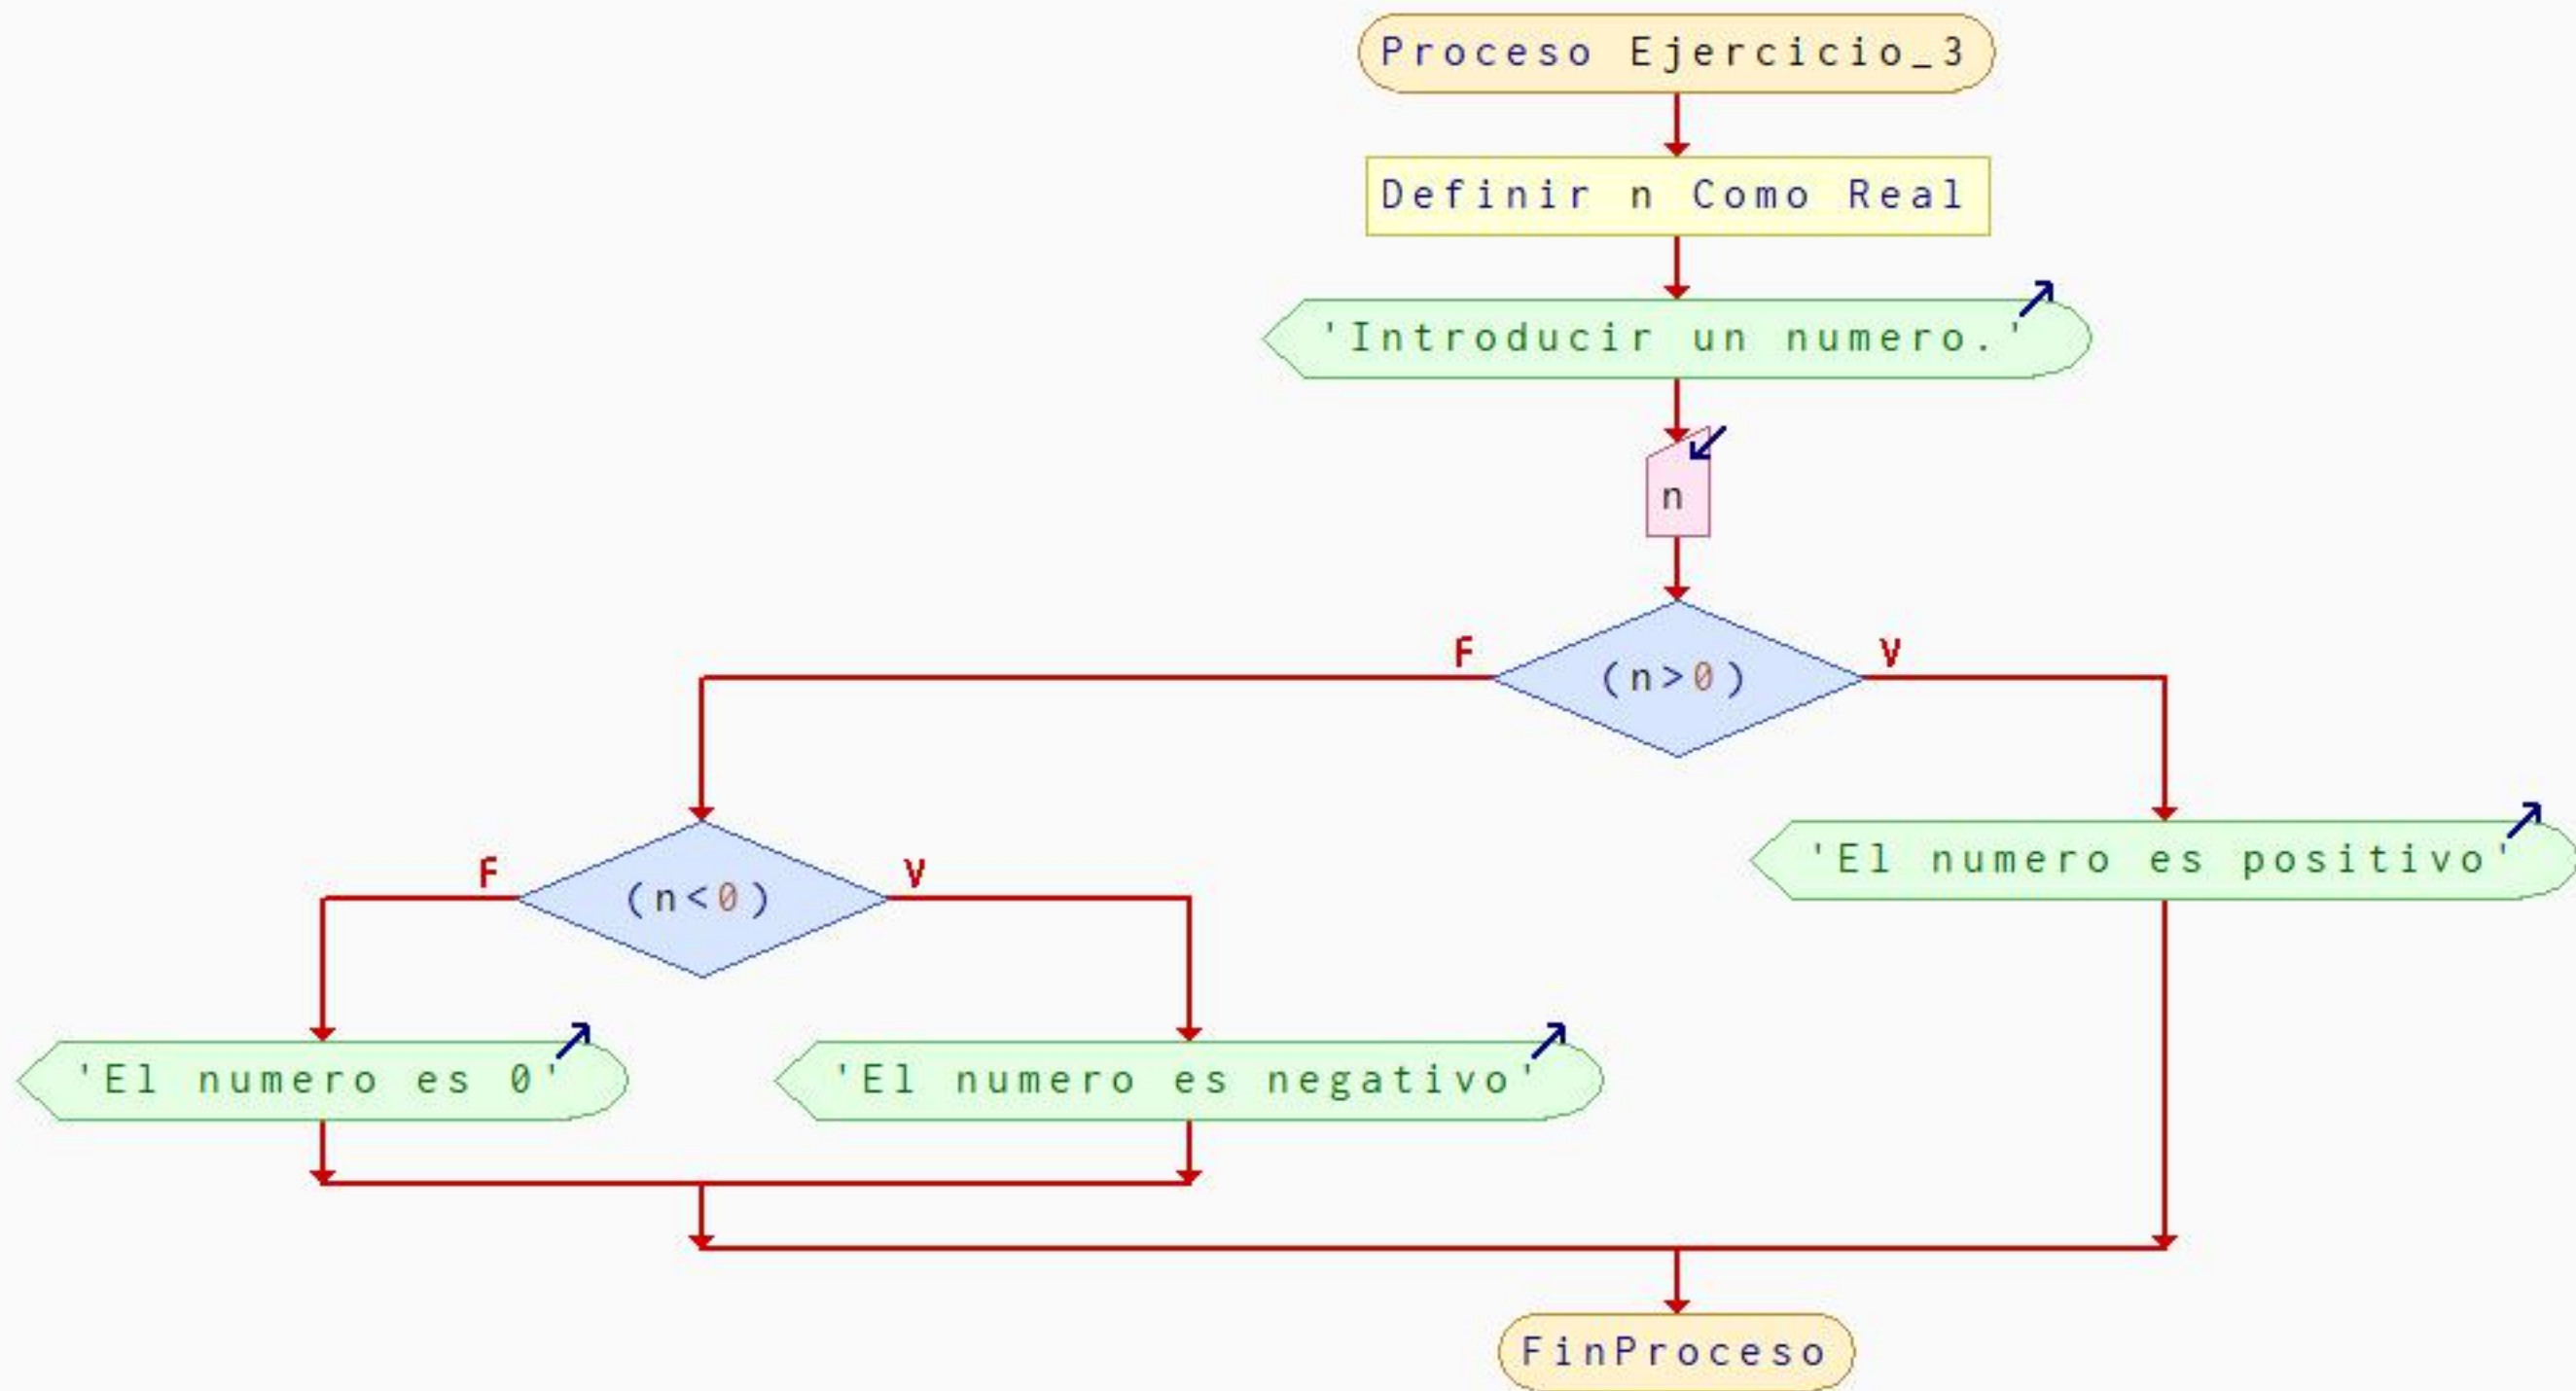 Proceso Ejercicio_3
Definir n Como Real
'Introducir un numero.'
n
F
(n>0)
V
F
(n<0)
V
'El numero es positivo'
'El numero es 0'
'El numero es negativo'
FinProceso